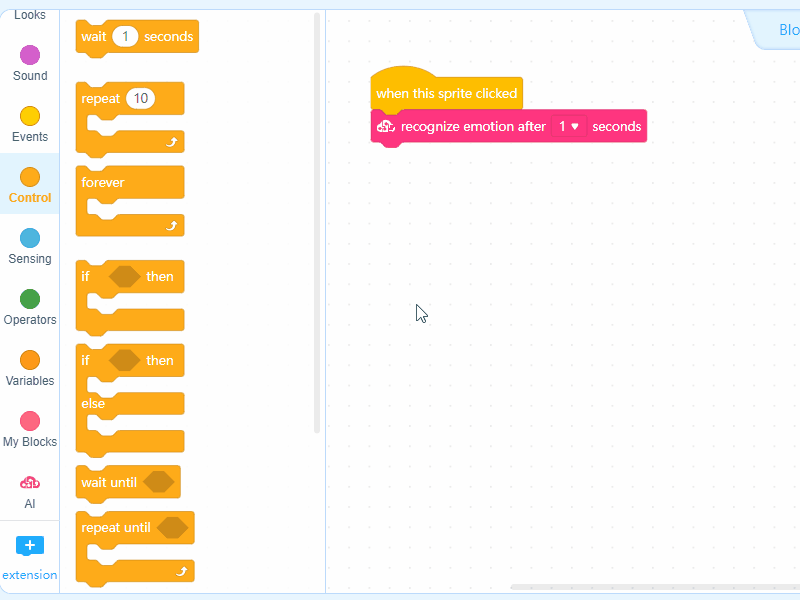 Looks
Sound
Events
Control
Sensing
Operators
Variables
My Blocks
AI
extension
wait 1 seconds
repeat 10
forever
if then
if then
else
wait until
repeat until
when this sprite clicked
recognize emotion after 1 seconds
Blo